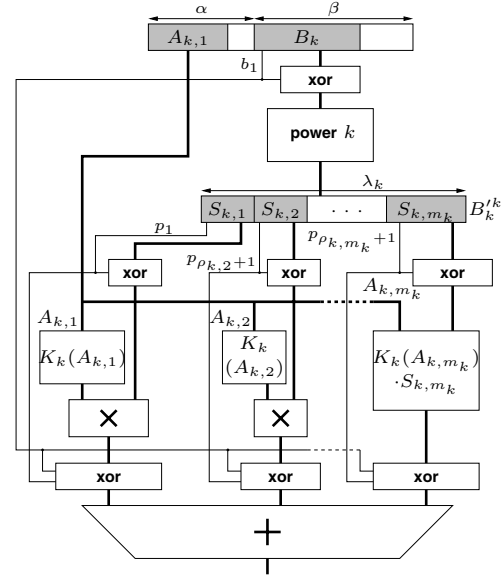 α β
A_{k,1} B_k
b_1
xor
power k
λ_k
S_{k,1} S_{k,2} . . . S_{k,m_k} B'^k_k
p_1 p_{ρ_{k,2}+1} p_{ρ_{k,m_k}+1}
xor xor xor
A_{k,m_k}
A_{k,1} A_{k,2}
K_k(A_{k,1}) K_k K_k(A_{k,m_k})
(A_{k,2}) ·S_{k,m_k}
× ×
xor xor xor
+